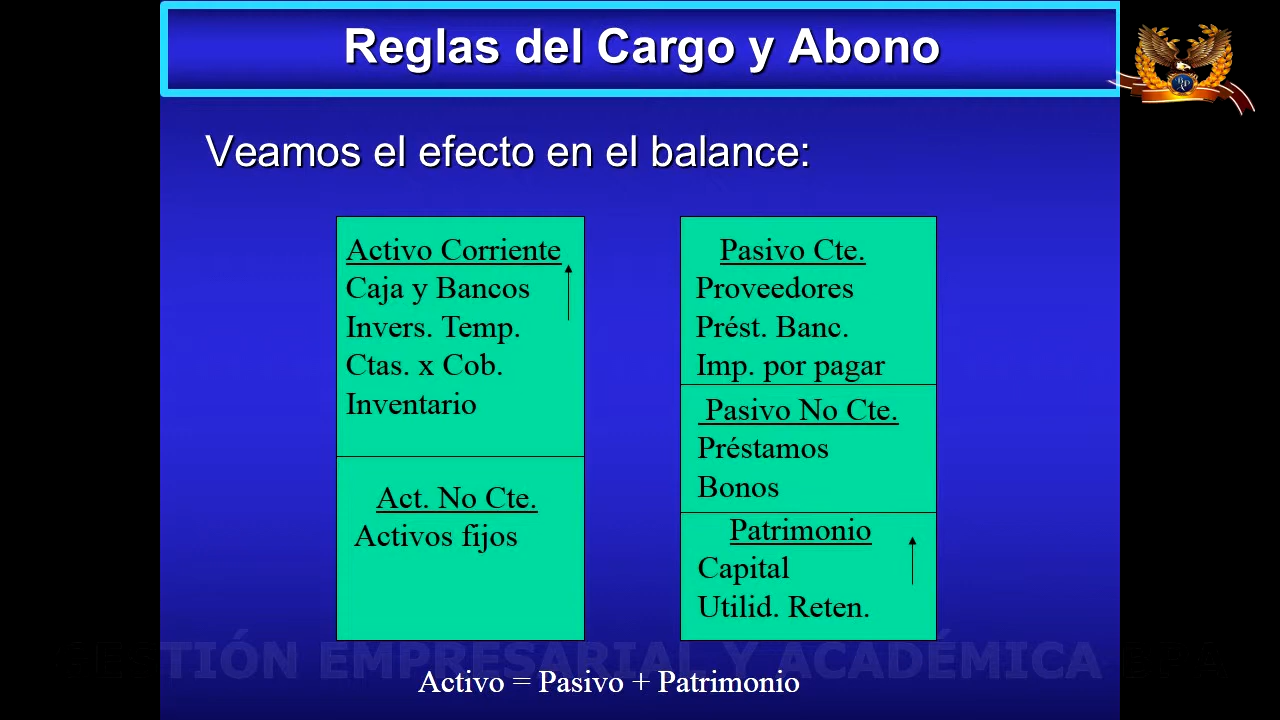 Reglas del Cargo y Abono
Veamos el efecto en el balance:
Activo Corriente
Caja y Bancos
Invers. Temp.
Ctas. x Cob.
Inventario
Act. No Cte.
Activos fijos
Pasivo Cte.
Proveedores
Prést. Banc.
Imp. por pagar
Pasivo No Cte.
Préstamos
Bonos
Patrimonio
Capital
Utilid. Reten.
GESTIÓN EMPRESARIAL Y ACADÉMICA
Activo = Pasivo + Patrimonio